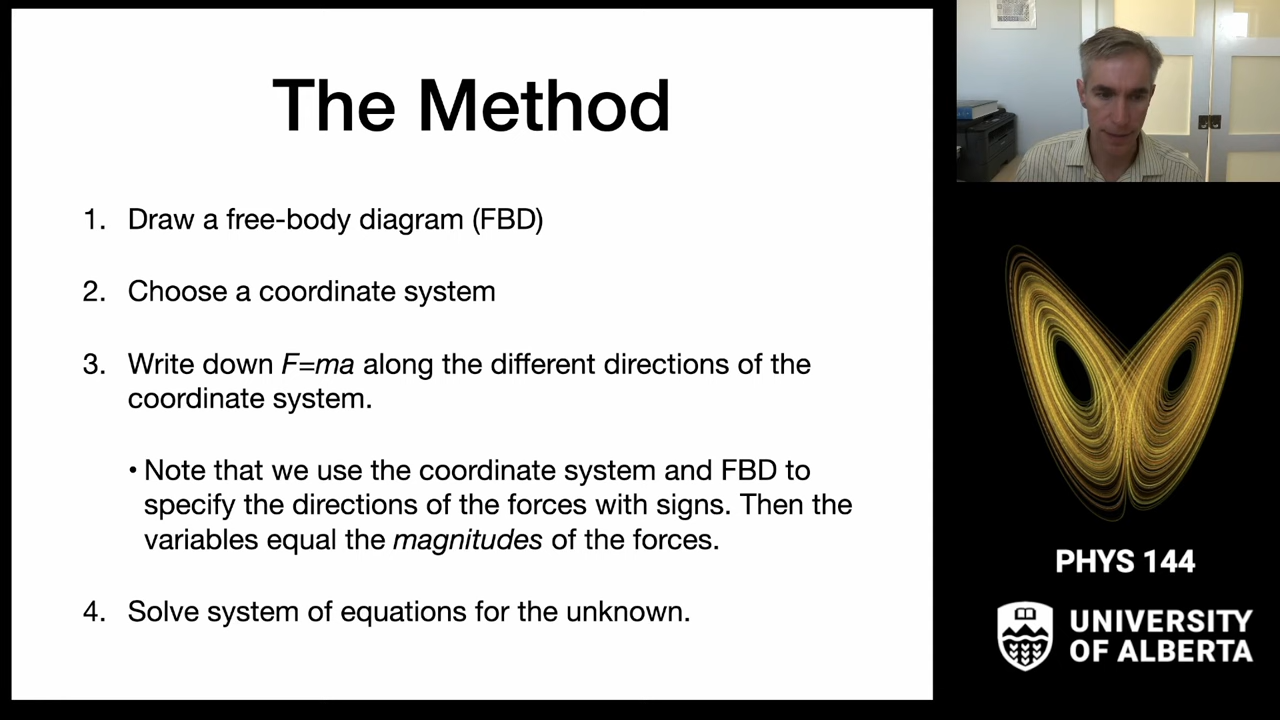 The Method
1. Draw a free-body diagram (FBD)
2. Choose a coordinate system
3. Write down F=ma along the different directions of the
coordinate system.
• Note that we use the coordinate system and FBD to
specify the directions of the forces with signs. Then the
variables equal the magnitudes of the forces.
4. Solve system of equations for the unknown.
PHYS 144
UNIVERSITY
OF ALBERTA